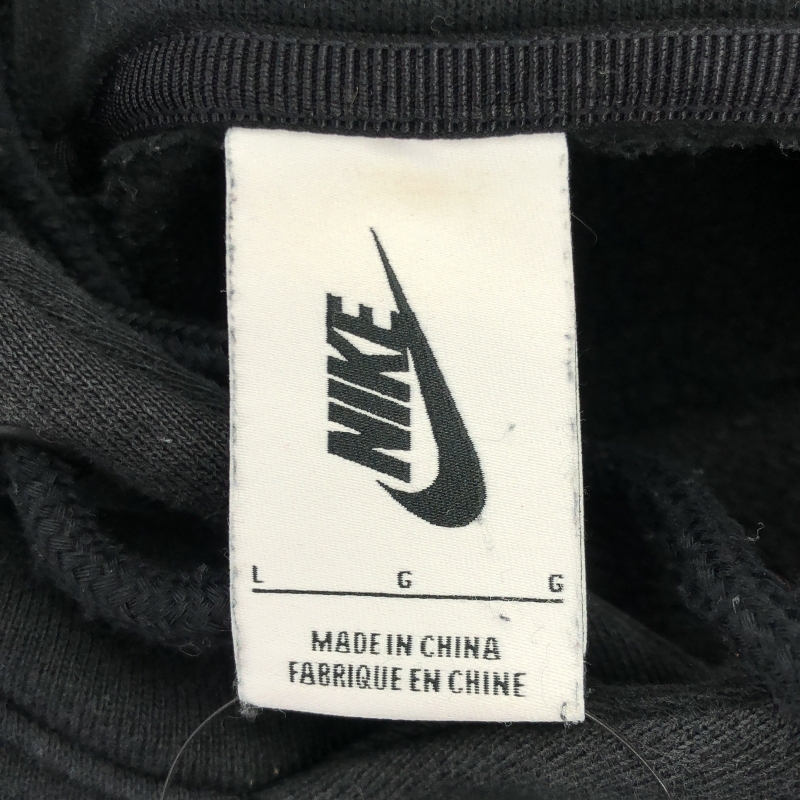 NIKE
L G G
MADE IN CHINA
FABRIQUE EN CHINE